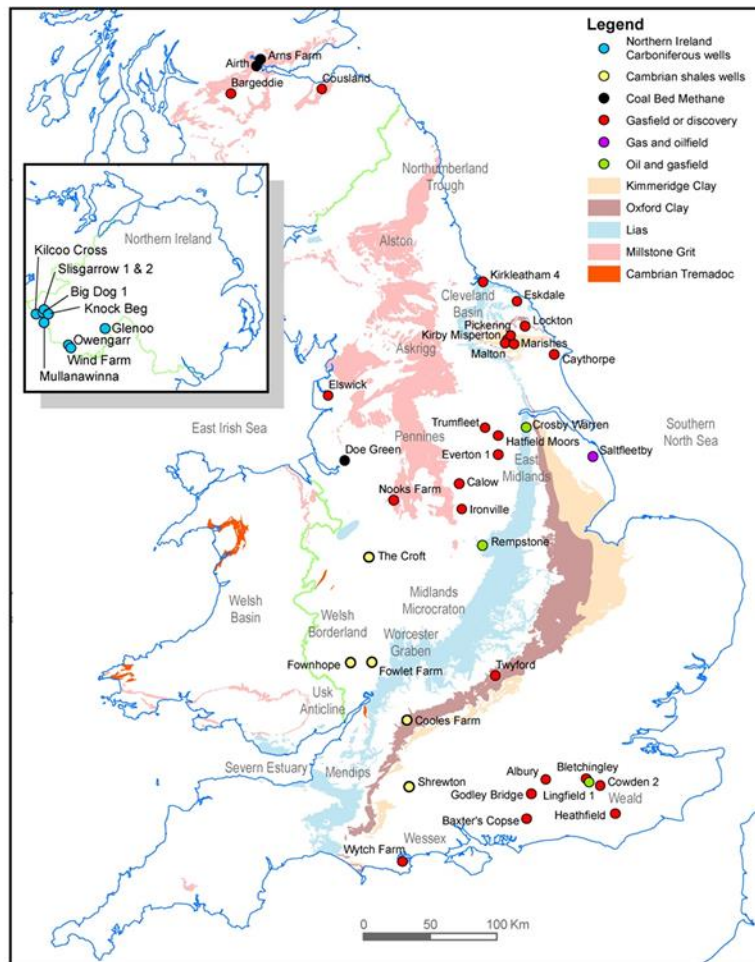 Legend
Northern Ireland
Carboniferous wells
Cambrian shales wells
Coal Bed Methane
Gasfield or discovery
Gas and oilfield
Oil and gasfield
Kimmeridge Clay
Oxford Clay
Lias
Millstone Grit
Cambrian Tremadoc
Arns Farm
Airth
Bargeddie
Cousland
Northumberland
Trough
Alston
Northern Ireland
Kilcoo Cross
Slisgarrow 1 & 2
Big Dog 1
Knock Beg
Glenoo
Owengarr
Wind Farm
Mullanawinna
Kirkleatham 4
Cleveland
Basin
Eskdale
Pickering
Lockton
Kirby Misperton
Marishes
Malton
Caythorpe
Askrigg
Elswick
East Irish Sea
Pennines
Trumfleet
Crosby Warren
Hatfield Moors
Everton 1
East
Midlands
Saltfleetby
Southern
North Sea
Doe Green
Nooks Farm
Calow
Ironville
Rempstone
The Croft
Welsh
Basin
Midlands
Microcraton
Welsh
Borderland
Worcester
Graben
Fownhope
Fowlet Farm
Twyford
Usk
Anticline
Cooles Farm
Severn Estuary
Mendips
Shrewton
Albury
Bletchingley
Godley Bridge
Lingfield 1
Cowden 2
Weald
Baxter's Copse
Heathfield
Wessex
Wytch Farm
0 50 100 Km